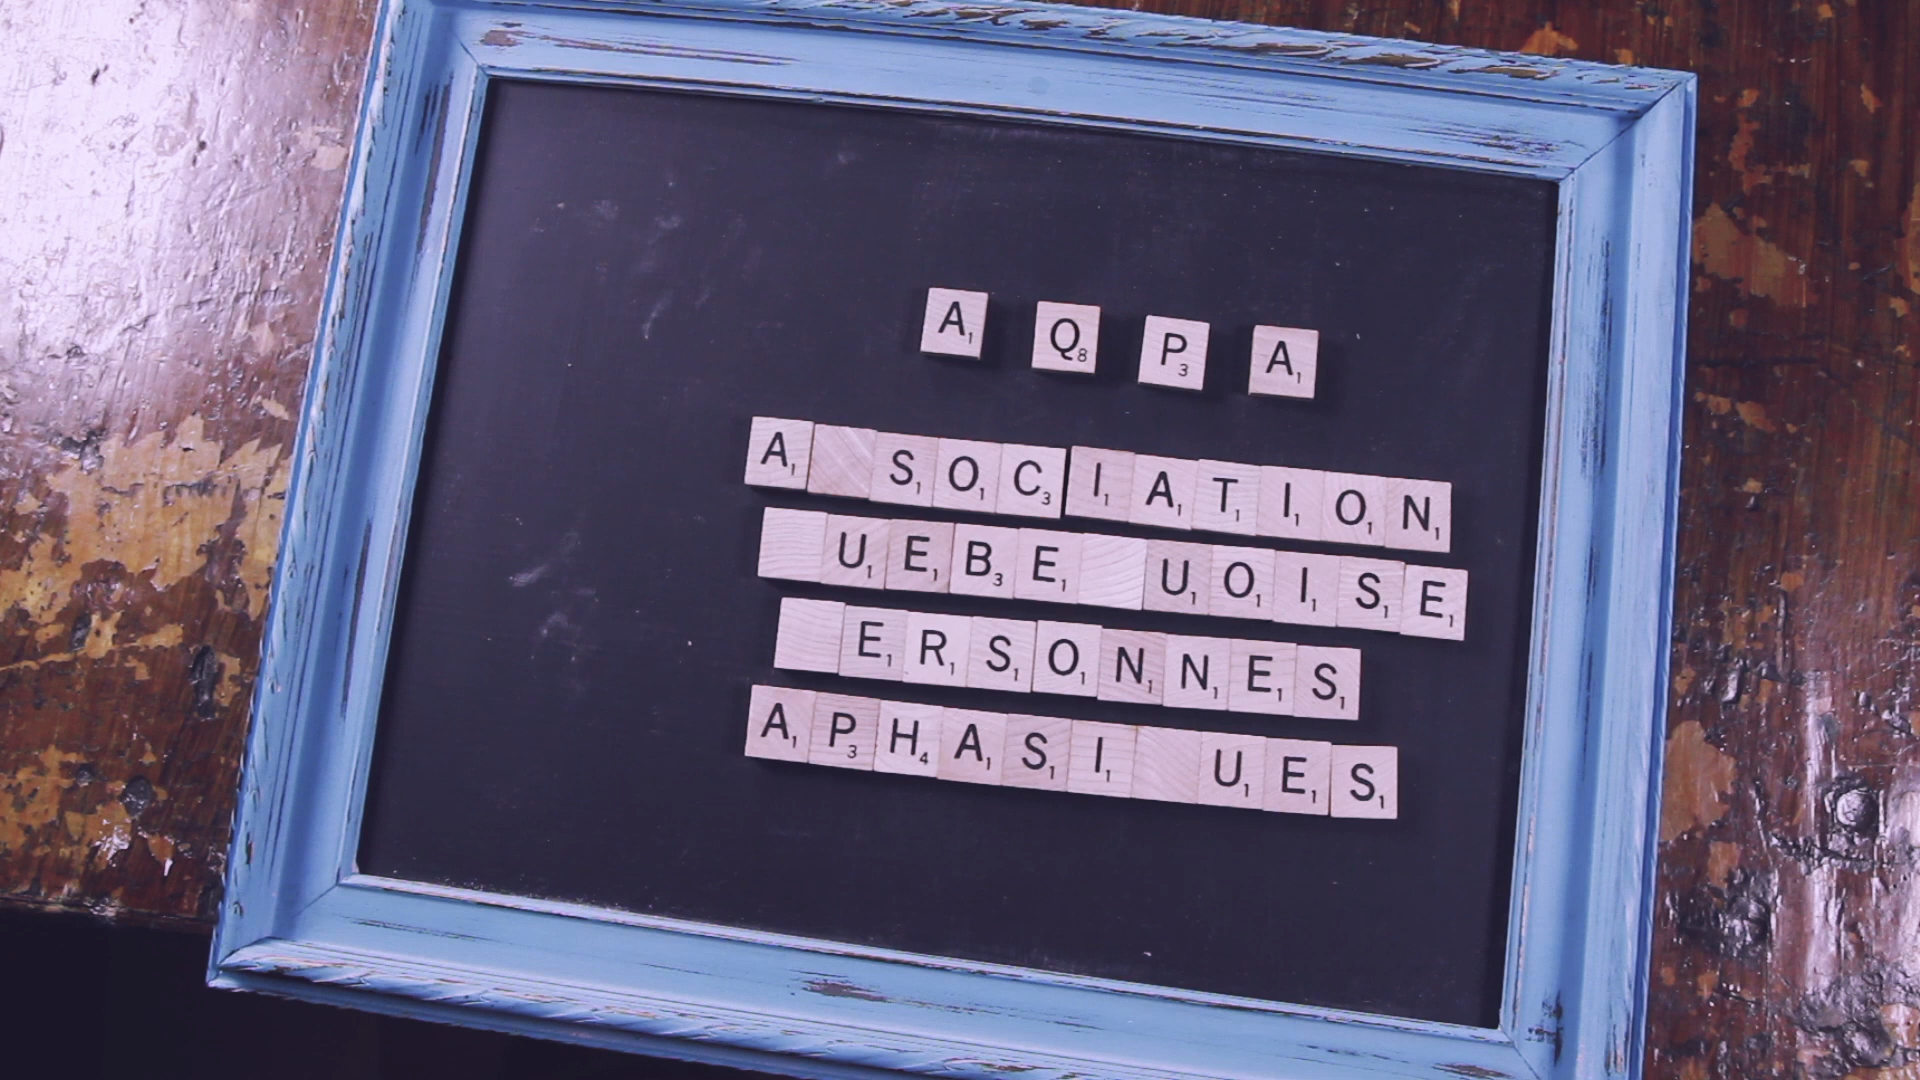 A Q P A
A SOCIATION
 UEBE UOISE
 ERSONNES
APHASI UES